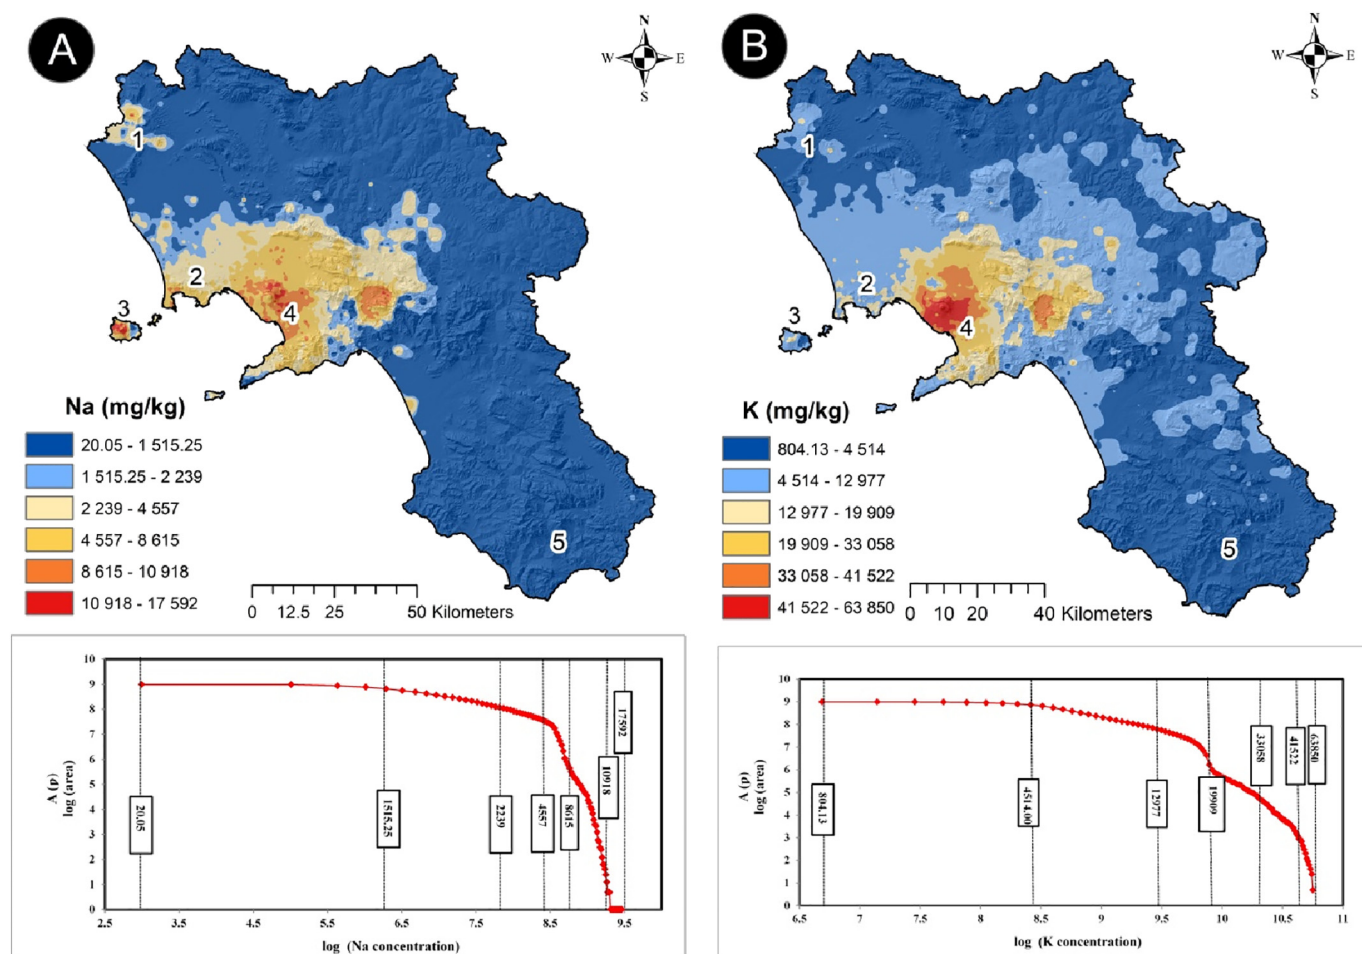 A
N
W E
S
1
2
3
4
5
Na (mg/kg)
20.05 - 1 515.25
1 515.25 - 2 239
2 239 - 4 557
4 557 - 8 615
8 615 - 10 918
10 918 - 17 592
0 12.5 25 50 Kilometers
B
N
W E
S
1
2
3
4
5
K (mg/kg)
804.13 - 4 514
4 514 - 12 977
12 977 - 19 909
19 909 - 33 058
33 058 - 41 522
41 522 - 63 850
0 10 20 40 Kilometers
A (p)
log (area)
10
9
8
7
6
5
4
3
2
1
0
20.05
1515.25
2239
4557
8615
10918
17592
2.5 3.5 4.5 5.5 6.5 7.5 8.5 9.5
log (Na concentration)
A (p)
log (area)
10
9
8
7
6
5
4
3
2
1
0
804.13
4514.00
12977
19909
33058
41522
63850
6.5 7 7.5 8 8.5 9 9.5 10 10.5 11
log (K concentration)